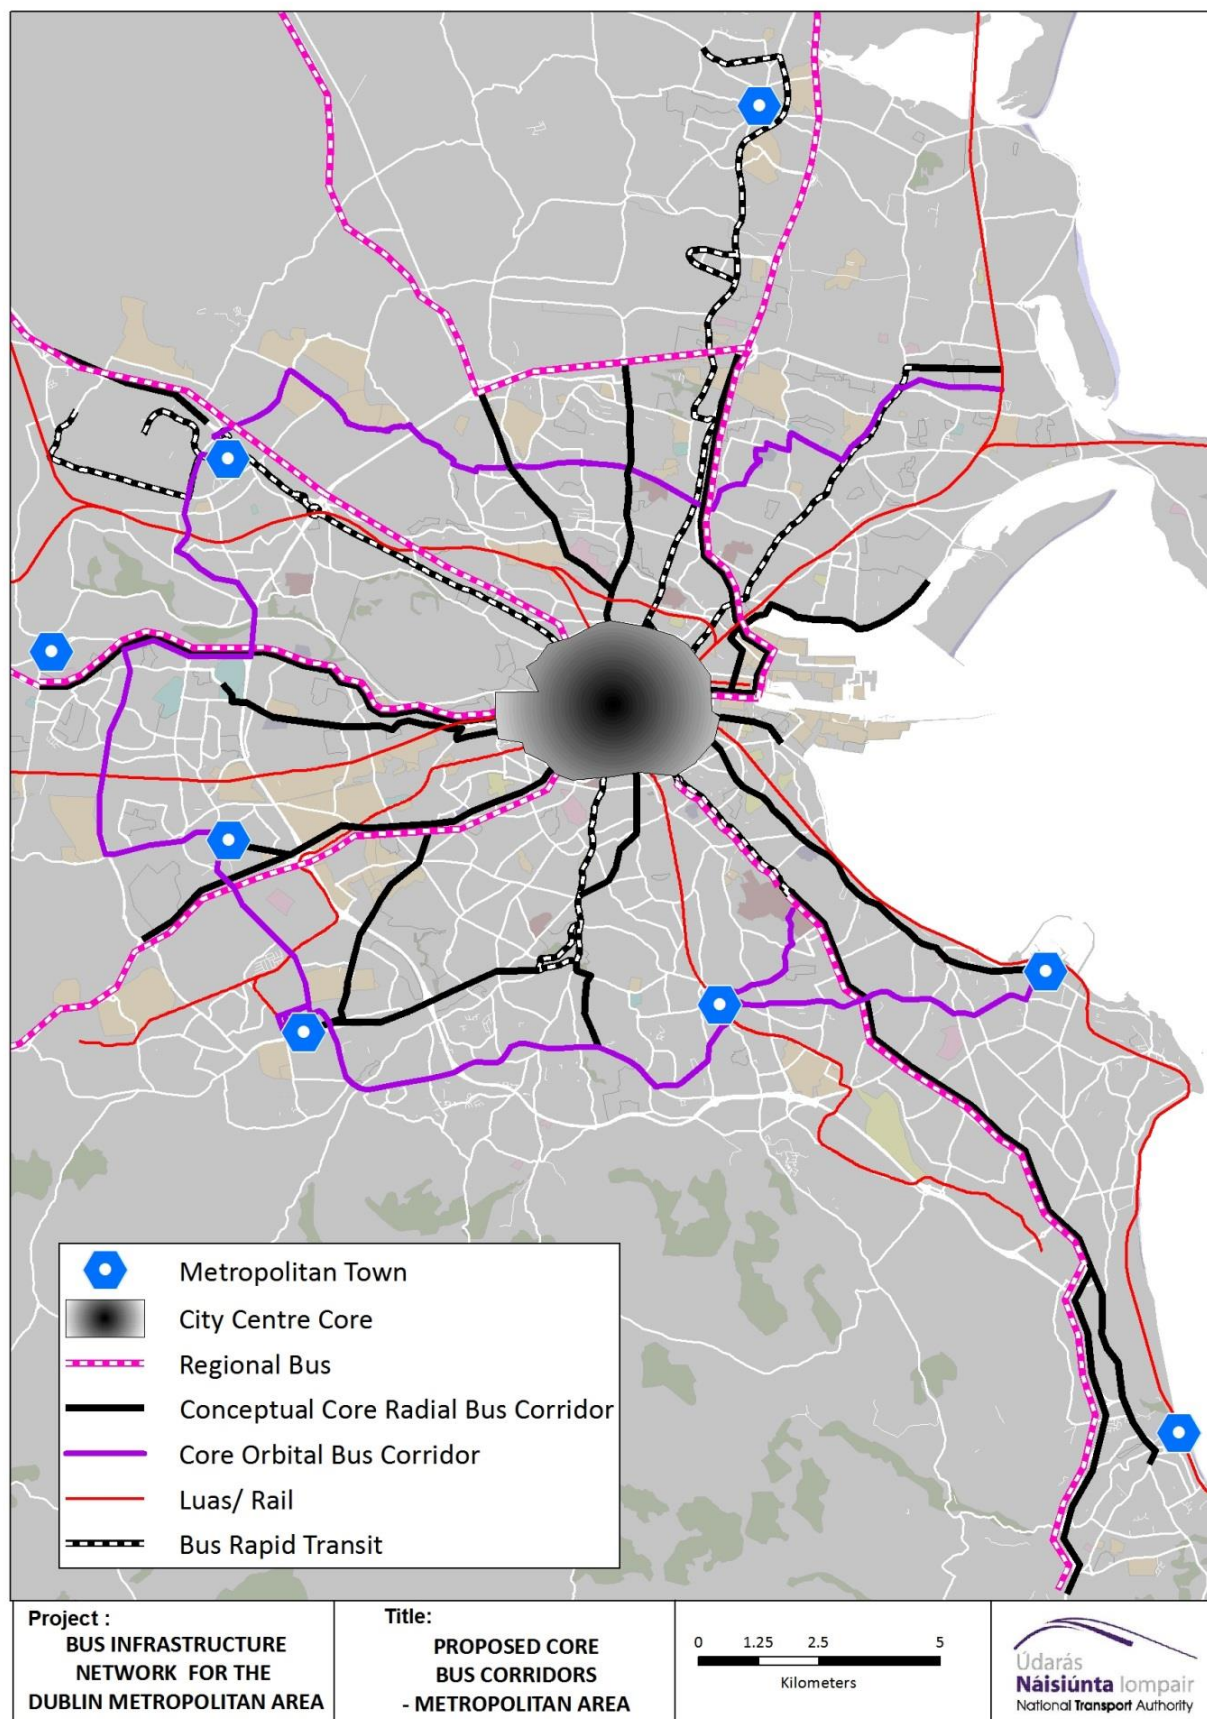 Metropolitan Town
City Centre Core
Regional Bus
Conceptual Core Radial Bus Corridor
Core Orbital Bus Corridor
Luas/ Rail
Bus Rapid Transit
Project :
BUS INFRASTRUCTURE
NETWORK FOR THE
DUBLIN METROPOLITAN AREA
Title:
PROPOSED CORE
BUS CORRIDORS
- METROPOLITAN AREA
0 1.25 2.5 5
Kilometers
Údarás
Náisiúnta Iompair
National Transport Authority